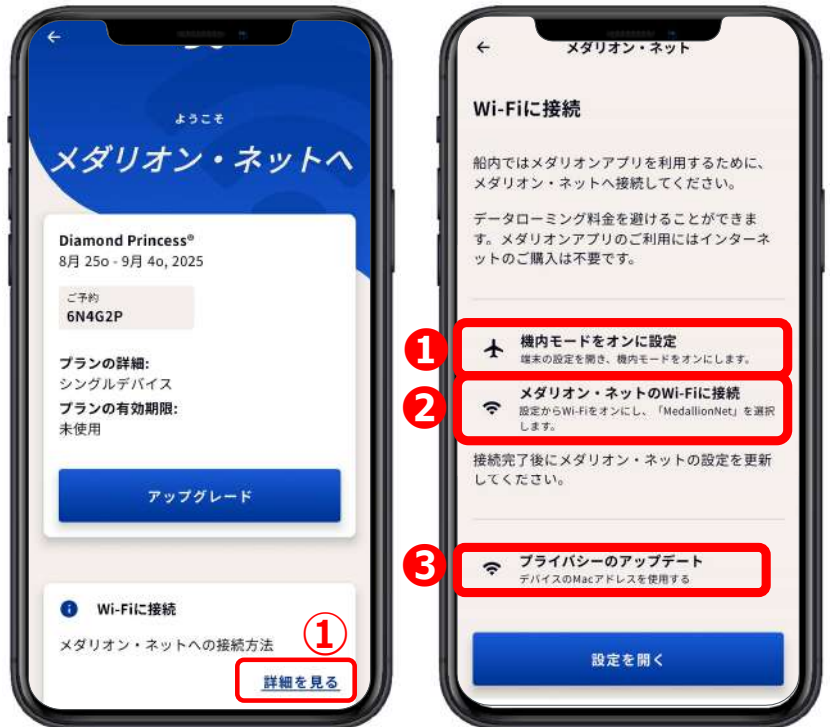 ようこそ
メダリオン・ネットへ
Diamond Princess®
8月 25o - 9月 4o, 2025
ご予約
6N4G2P
プランの詳細:
シングルデバイス
プランの有効期限:
未使用
アップグレード
Wi-Fiに接続
メダリオン・ネットへの接続方法
①
詳細を見る
メダリオン・ネット
Wi-Fiに接続
船内ではメダリオンアプリを利用するために、
メダリオン・ネットへ接続してください。
データローミング料金を避けることができま
す。メダリオンアプリのご利用にはインターネ
ットのご購入は不要です。
❶
機内モードをオンに設定
端末の設定を開き、機内モードをオンにします。
❷
メダリオン・ネットのWi-Fiに接続
設定からWi-Fiをオンにし、「MedallionNet」を選択
します。
接続完了後にメダリオン・ネットの設定を更新
してください。
❸
プライバシーのアップデート
デバイスのMacアドレスを使用する
設定を開く